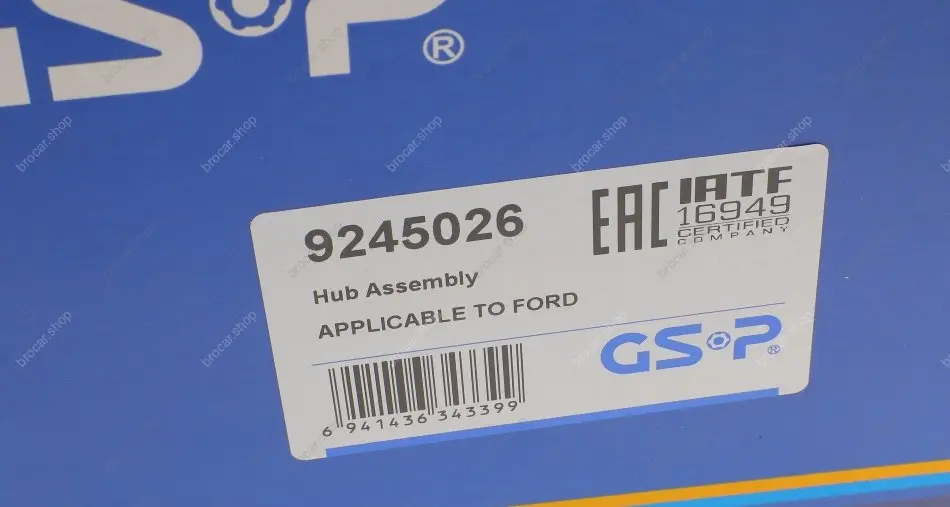 GSP®
9245026
EAC
IATF
16949
CERTIFIED
COMPANY
Hub Assembly
APPLICABLE TO FORD
GSP®
6 941436 343399
brocar.shop